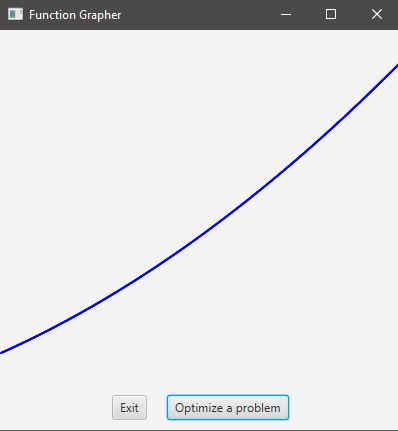 Function Grapher
Exit
Optimize a problem